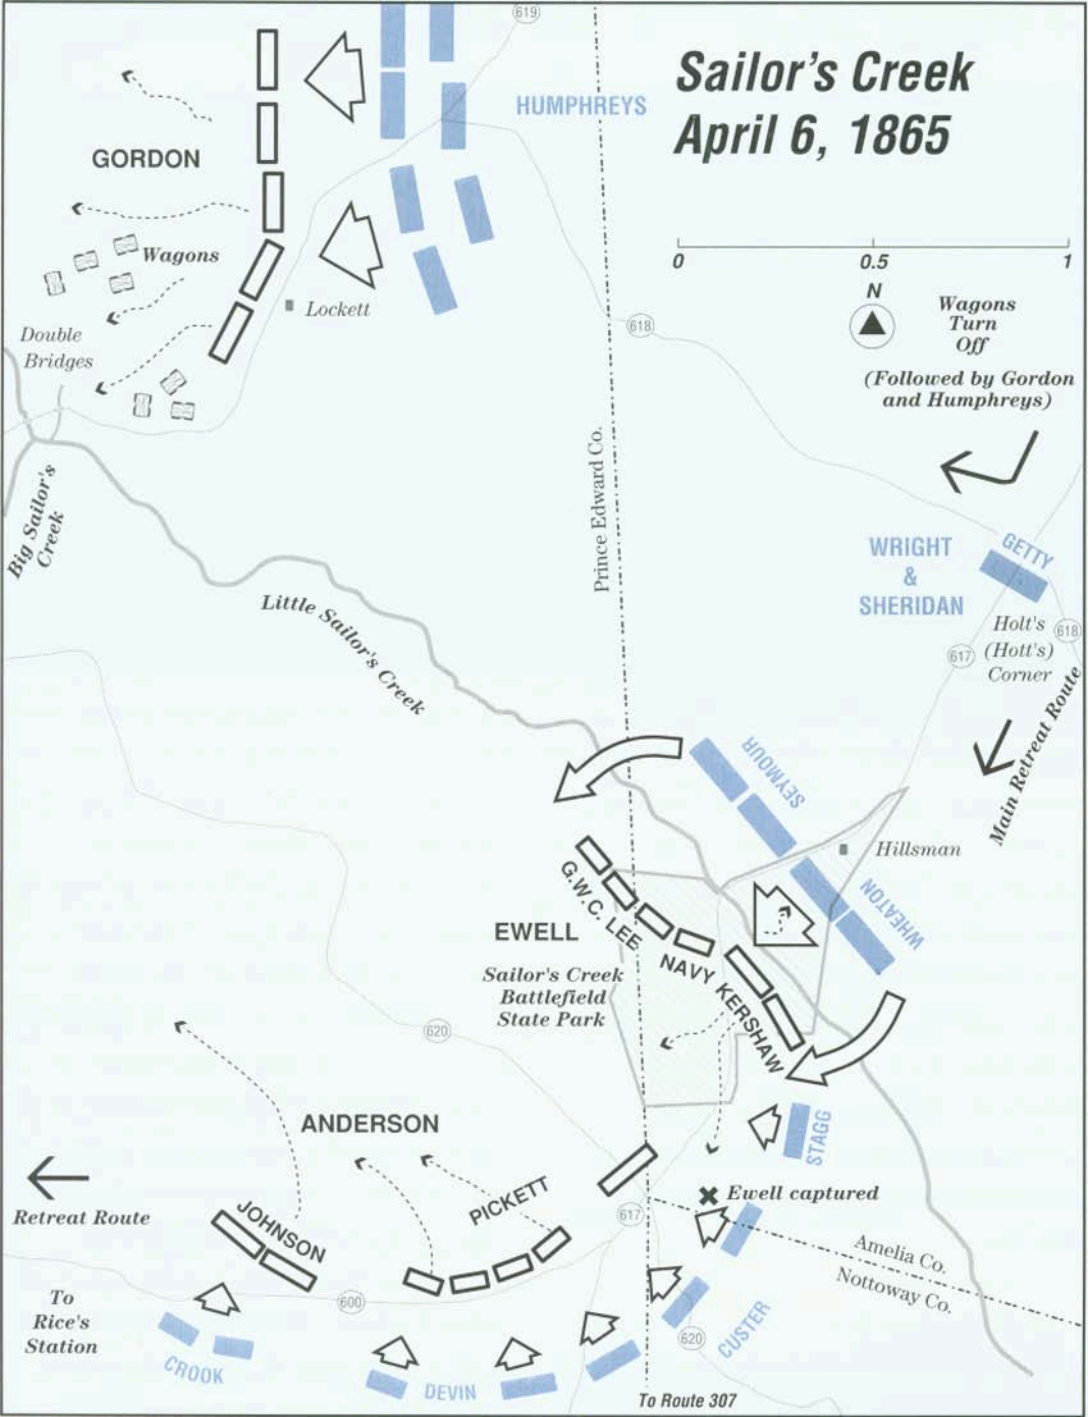 619
Sailor's Creek
April 6, 1865
HUMPHREYS
GORDON
Wagons
0 0.5 1
N
Lockett
Wagons
Turn
Off
(Followed by Gordon
and Humphreys)
618
Double
Bridges
Prince Edward Co.
Big Sailor's
Creek
Little Sailor's Creek
WRIGHT
&
SHERIDAN
GETTY
Holt's
(Hott's)
Corner
618
617
Main Retreat Route
SEYMOUR
Hillsman
WHEATON
G.W.C. LEE
EWELL
NAVY
KERSHAW
Sailor's Creek
Battlefield
State Park
620
STAGG
ANDERSON
Ewell captured
Retreat Route
JOHNSON
PICKETT
617
Amelia Co.
Nottoway Co.
To
Rice's
Station
600
620
CUSTER
CROOK
DEVIN
To Route 307